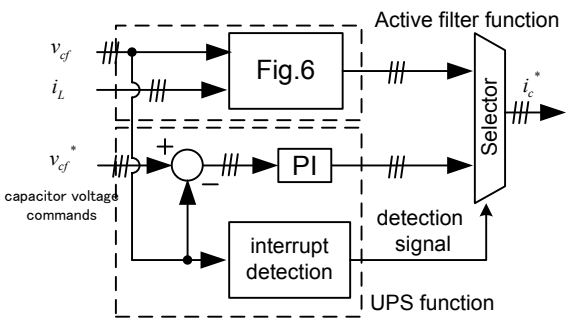 Active filter function
v_cf
Fig.6
i_L
Selector
i_c^*
v_cf^*
+
−
PI
capacitor voltage
commands
interrupt
detection
detection
signal
UPS function